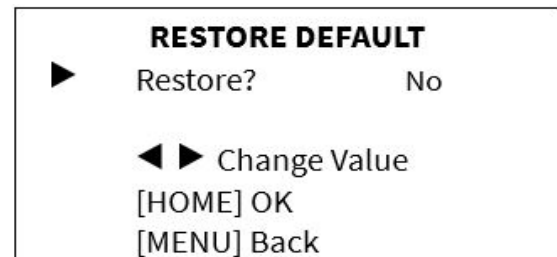 RESTORE DEFAULT
▶ Restore? No
◀ ▶ Change Value
[HOME] OK
[MENU] Back